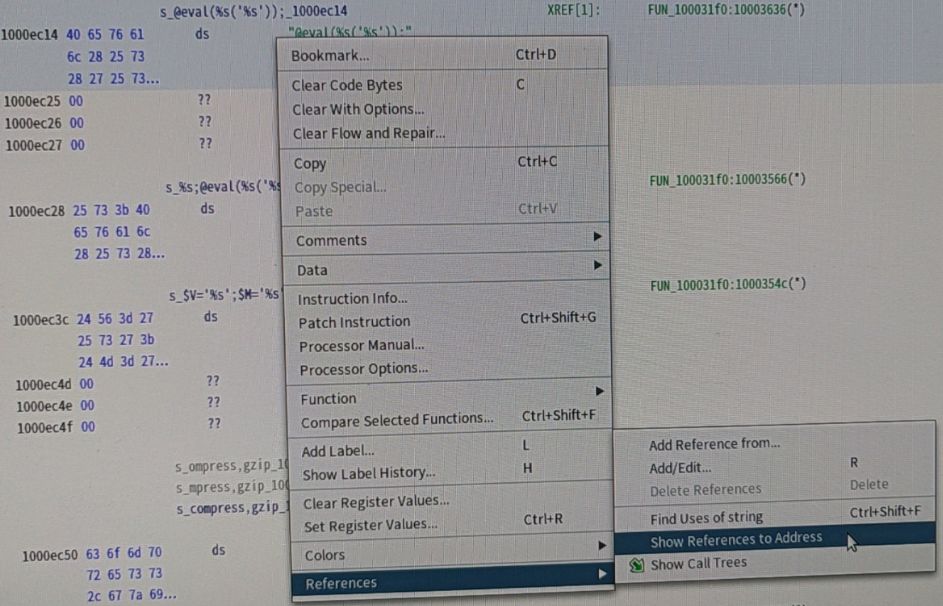 s_@eval(%s('%s'));_1000ec14 XREF[1]: FUN_100031f0:10003636(*)
1000ec14 40 65 76 61 ds "@eval(%s('%s'));"
6c 28 25 73
28 27 25 73...
1000ec25 00 ??
1000ec26 00 ??
1000ec27 00 ??
s_%s;@eval(%s('%s FUN_100031f0:10003566(*)
1000ec28 25 73 3b 40 ds
65 76 61 6c
28 25 73 28...
s_$V='%s';$M='%s' FUN_100031f0:1000354c(*)
1000ec3c 24 56 3d 27 ds
25 73 27 3b
24 4d 3d 27...
1000ec4d 00 ??
1000ec4e 00 ??
1000ec4f 00 ??
s_ompress,gzip_10
s_mpress,gzip_100
s_compress,gzip_1
1000ec50 63 6f 6d 70 ds
72 65 73 73
2c 67 7a 69...
Bookmark... Ctrl+D
Clear Code Bytes C
Clear With Options...
Clear Flow and Repair...
Copy Ctrl+C
Copy Special...
Paste Ctrl+V
Comments
Data
Instruction Info...
Patch Instruction Ctrl+Shift+G
Processor Manual...
Processor Options...
Function
Compare Selected Functions... Ctrl+Shift+F
Add Label... L
Show Label History... H
Clear Register Values...
Set Register Values... Ctrl+R
Colors
References
Add Reference from...
Add/Edit... R
Delete References Delete
Find Uses of string Ctrl+Shift+F
Show References to Address
Show Call Trees